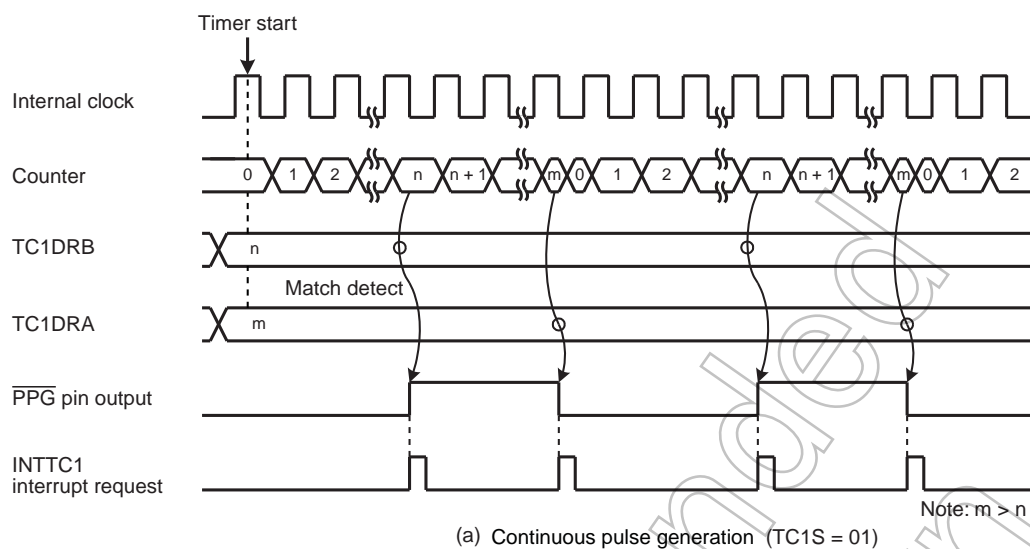 Timer start
Internal clock
Counter
0 1 2 n n + 1 m 0 1 2 n n + 1 m 0 1 2
TC1DRB
n
Match detect
TC1DRA
m
PPG pin output
INTTC1
interrupt request
Note: m > n
(a) Continuous pulse generation (TC1S = 01)